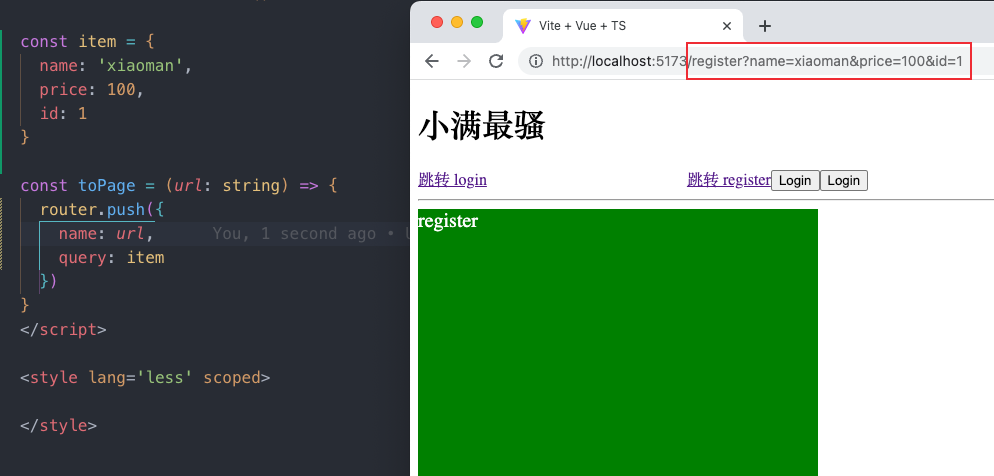 const item = {
name: 'xiaoman',
price: 100,
id: 1
}
const toPage = (url: string) => {
router.push({
name: url,
You, 1 second ago •
query: item
})
}
</script>
<style lang='less' scoped>
</style>
Vite + Vue + TS
http://localhost:5173/register?name=xiaoman&price=100&id=1
小满最骚
跳转 login
跳转 register
Login
Login
register